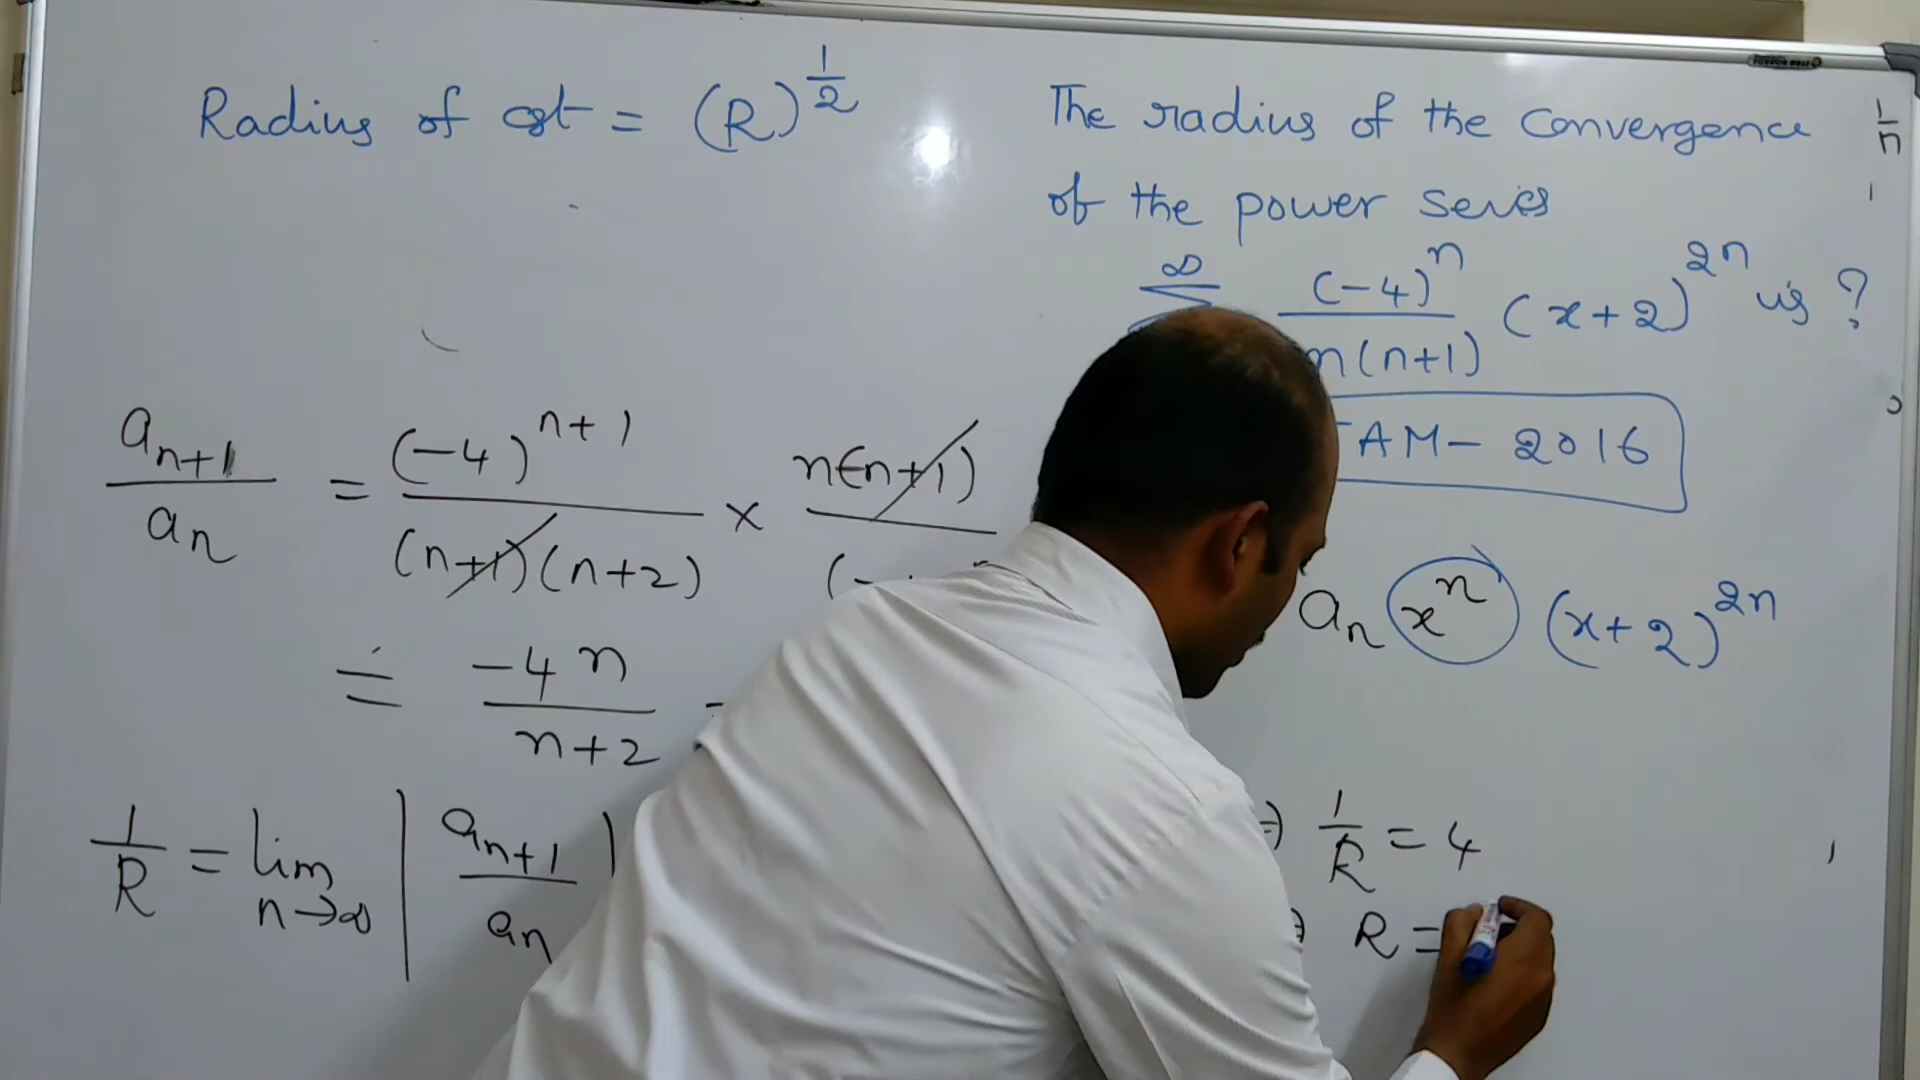 Radius of cgt = (R)^{1/2}
The radius of the convergence
of the power series
∞ Σ (-4)^n / n(n+1) (x+2)^{2n} is ?
AM - 2016
a_{n+1} / a_n = (-4)^{n+1} / (n+1)(n+2) × n(n+1) / (-
a_n x^n (x+2)^{2n}
= -4n / n+2
1/R = lim n→∞ | a_{n+1} / a_n |
⇒ 1/R = 4
⇒ R =
1/n